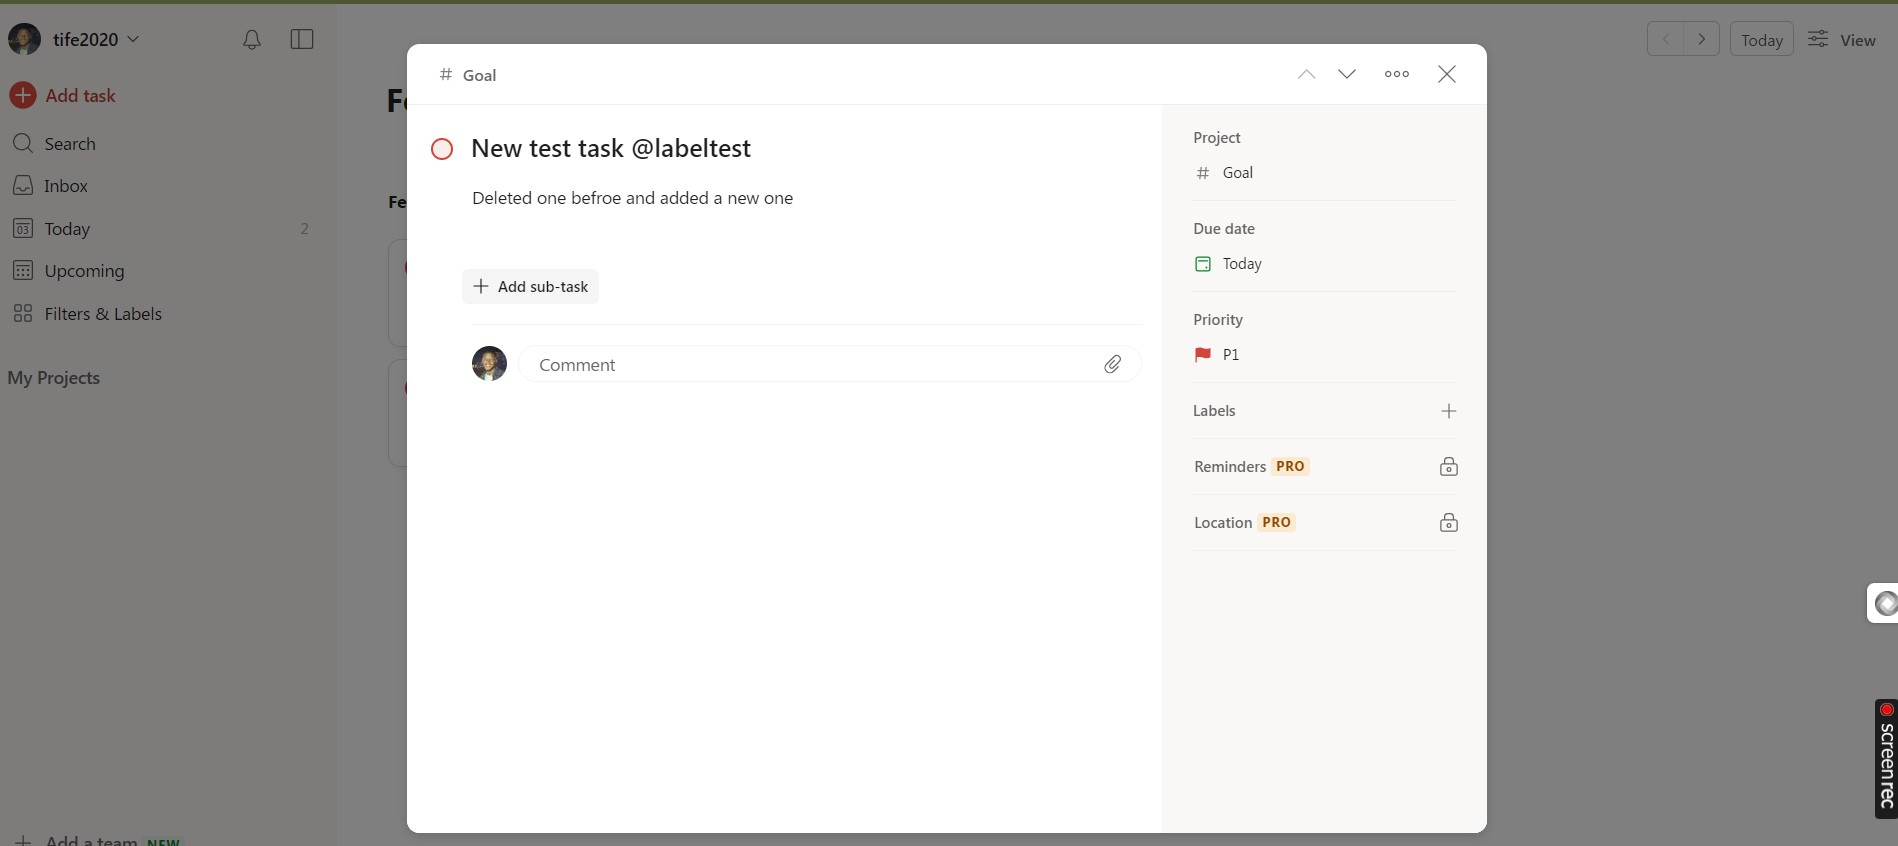 tife2020
Add task
Search
Inbox
03
Today
2
Upcoming
Filters & Labels
My Projects
Add a team NEW
Today
View
Fe
Goal
New test task @labeltest
Deleted one befroe and added a new one
Add sub-task
Comment
Project
Goal
Due date
Today
Priority
P1
Labels
Reminders PRO
Location PRO
screenrec